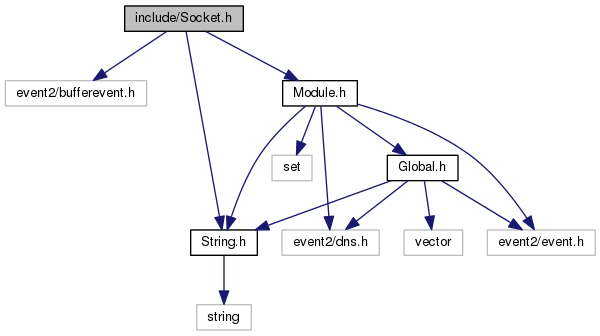 include/Socket.h
event2/bufferevent.h
Module.h
set
Global.h
String.h
event2/dns.h
vector
event2/event.h
string